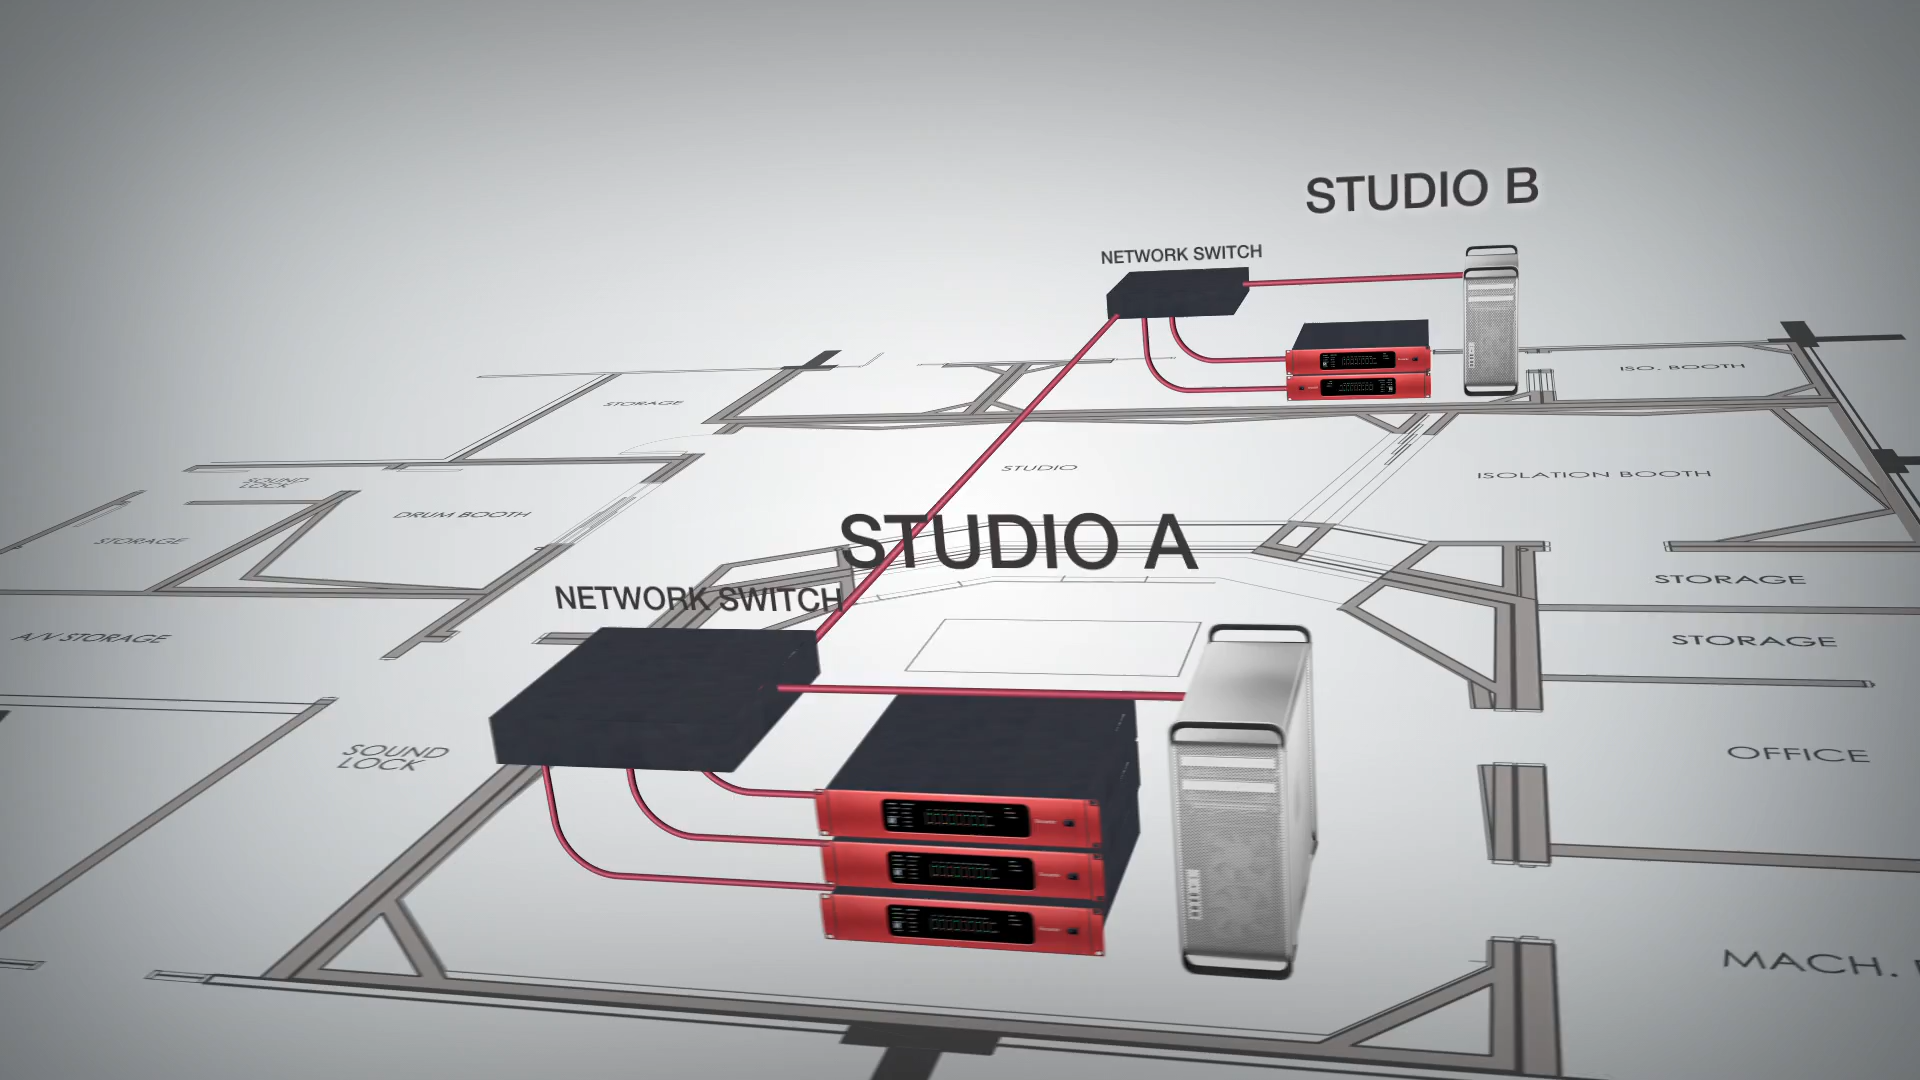 STUDIO B
NETWORK SWITCH
ISO. BOOTH
STORAGE
STUDIO
ISOLATION BOOTH
SOUND
LOCK
DRUM BOOTH
STORAGE
STUDIO A
STORAGE
NETWORK SWITCH
A/V STORAGE
STORAGE
SOUND
LOCK
OFFICE
MACH.